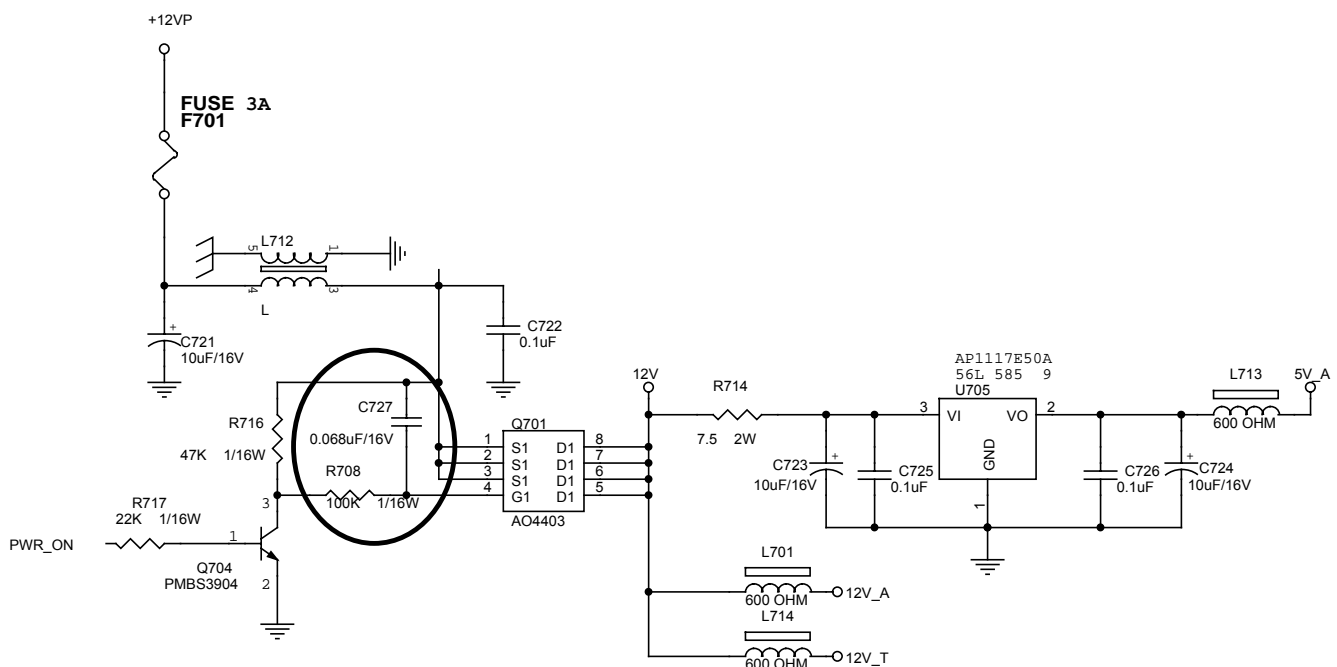 +12VP
FUSE 3A
F701
L712
5
1
4
3
L
C721
10uF/16V
C722
0.1uF
C727
0.068uF/16V
R716
47K 1/16W
R708
100K 1/16W
R717
22K 1/16W
PWR_ON
1
3
2
Q704
PMBS3904
Q701
1 S1 D1 8
2 S1 D1 7
3 S1 D1 6
4 G1 D1 5
AO4403
12V
R714
7.5 2W
C723
10uF/16V
C725
0.1uF
AP1117E50A
56L 585 9
U705
3 VI VO 2
GND
1
C726
0.1uF
C724
10uF/16V
L713
600 OHM
5V_A
L701
600 OHM
12V_A
L714
600 OHM
12V_T